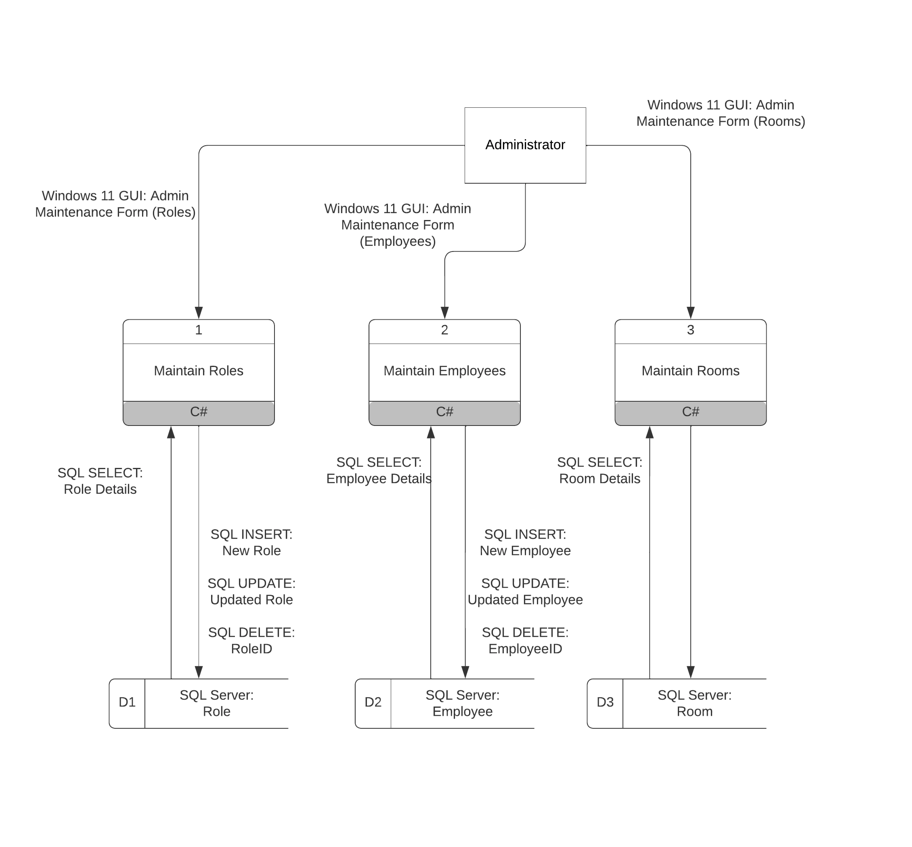 Windows 11 GUI: Admin
Maintenance Form (Rooms)
Administrator
Windows 11 GUI: Admin
Maintenance Form (Roles)
Windows 11 GUI: Admin
Maintenance Form
(Employees)
1
Maintain Roles
C#
2
Maintain Employees
C#
3
Maintain Rooms
C#
SQL SELECT:
Role Details
SQL INSERT:
New Role
SQL UPDATE:
Updated Role
SQL DELETE:
RoleID
SQL SELECT:
Employee Details
SQL INSERT:
New Employee
SQL UPDATE:
Updated Employee
SQL DELETE:
EmployeeID
SQL SELECT:
Room Details
D1
SQL Server:
Role
D2
SQL Server:
Employee
D3
SQL Server:
Room